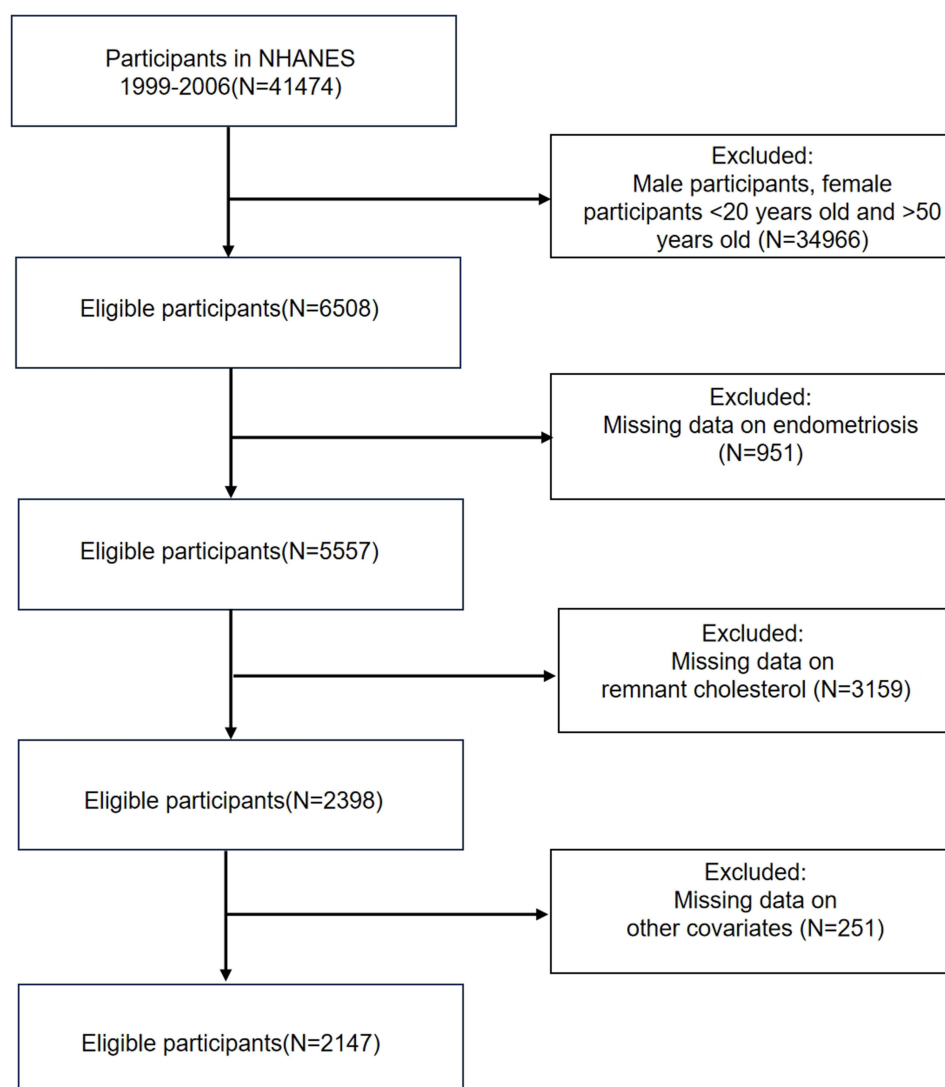 Participants in NHANES
1999-2006(N=41474)
Excluded:
Male participants, female
participants <20 years old and >50
years old (N=34966)
Eligible participants(N=6508)
Excluded:
Missing data on endometriosis
(N=951)
Eligible participants(N=5557)
Excluded:
Missing data on
remnant cholesterol (N=3159)
Eligible participants(N=2398)
Excluded:
Missing data on
other covariates (N=251)
Eligible participants(N=2147)